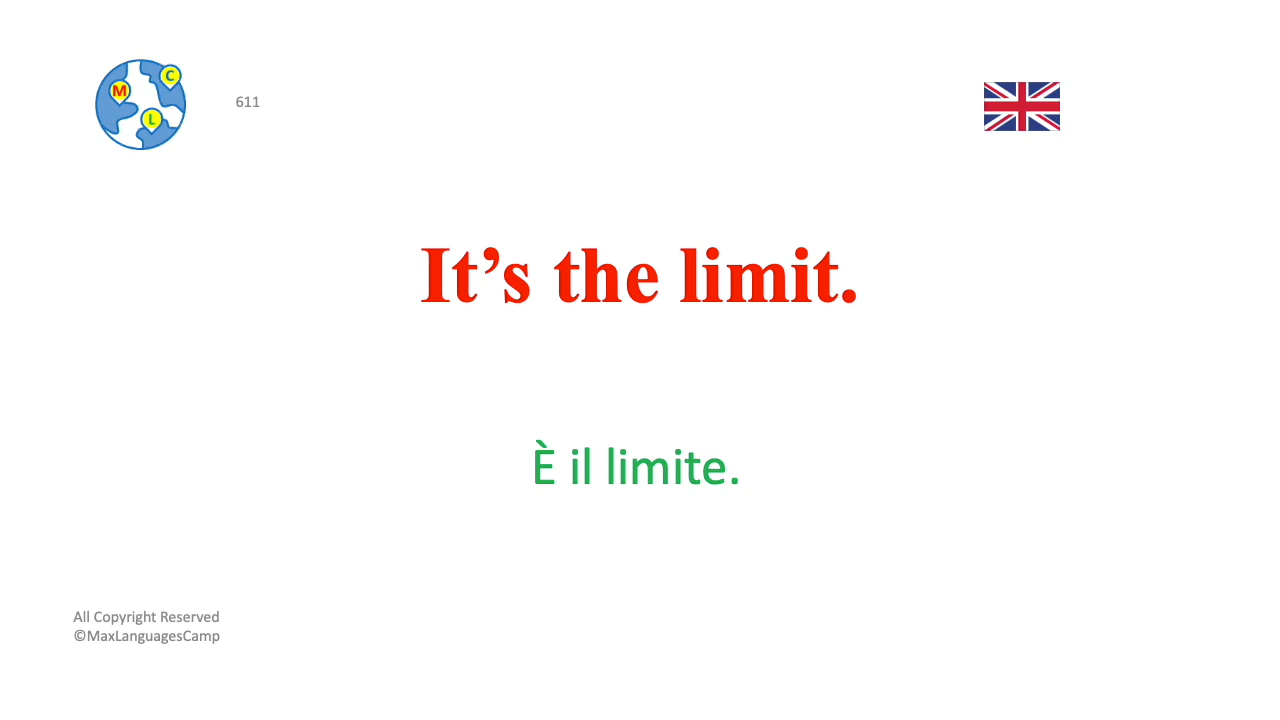 M
C
L
611
It’s the limit.
È il limite.
All Copyright Reserved
©MaxLanguagesCamp